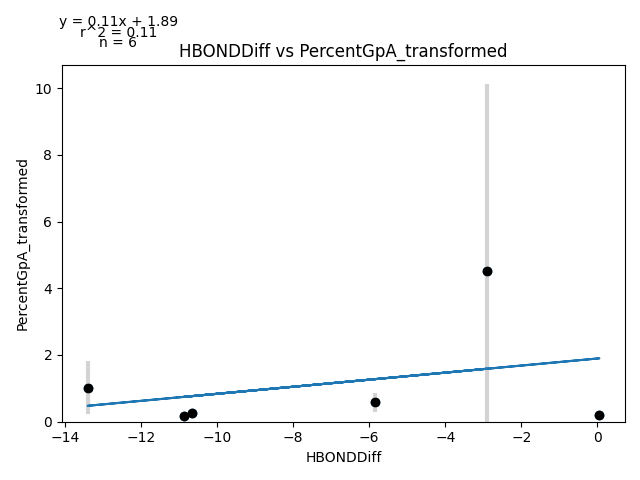 y = 0.11x + 1.89
r^2 = 0.11
n = 6
HBONDDiff vs PercentGpA_transformed
PercentGpA_transformed
10
8
6
4
2
0
−14 −12 −10 −8 −6 −4 −2 0
HBONDDiff